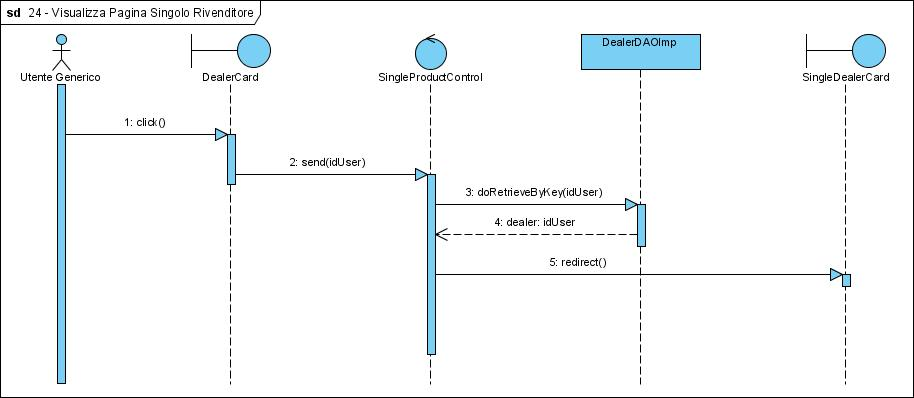 sd 24 - Visualizza Pagina Singolo Rivenditore
Utente Generico
DealerCard
SingleProductControl
DealerDAOImp
SingleDealerCard
1: click()
2: send(idUser)
3: doRetrieveByKey(idUser)
4: dealer: idUser
5: redirect()